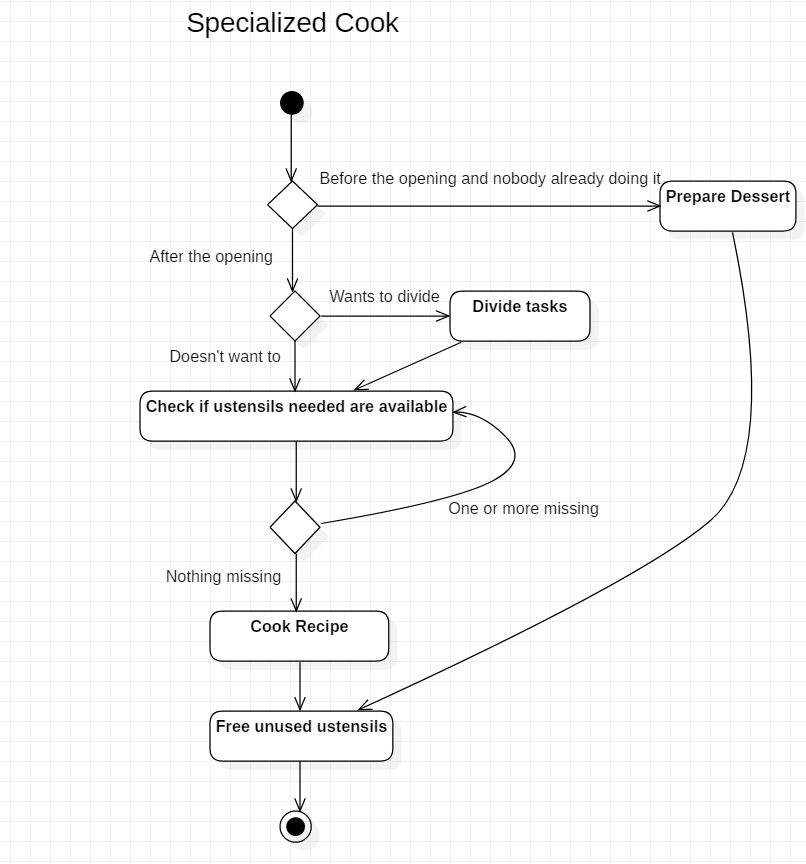 Specialized Cook
Before the opening and nobody already doing it
Prepare Dessert
After the opening
Wants to divide
Divide tasks
Doesn't want to
Check if ustensils needed are available
One or more missing
Nothing missing
Cook Recipe
Free unused ustensils